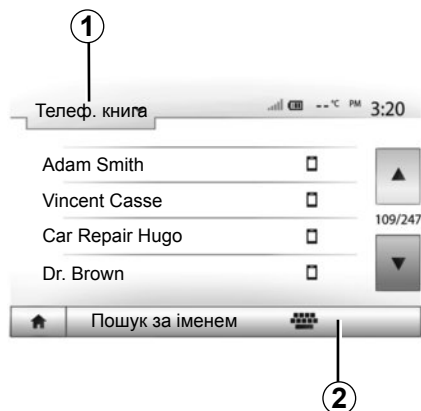 1
Телеф. книга --°C PM 3:20
Adam Smith
Vincent Casse
109/247
Car Repair Hugo
Dr. Brown
Пошук за іменем
2